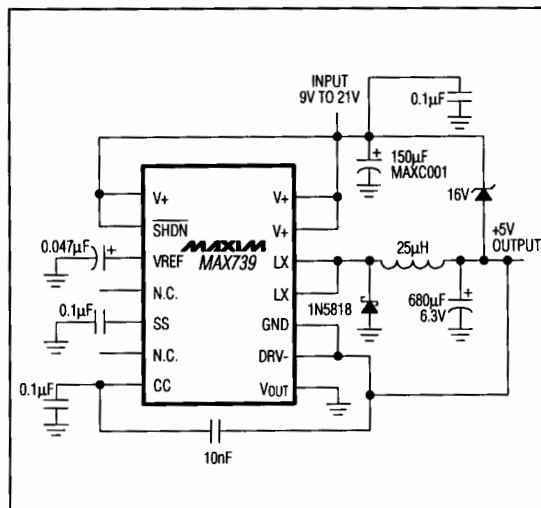 INPUT
9V TO 21V
0.1µF
150µF
MAXC001
16V
+5V
OUTPUT
V+
V+
SHDN
V+
0.047µF
VREF
MAXIM
MAX739
LX
25µH
N.C.
LX
1N5818
680µF
6.3V
0.1µF
SS
GND
N.C.
DRV-
0.1µF
CC
VOUT
10nF